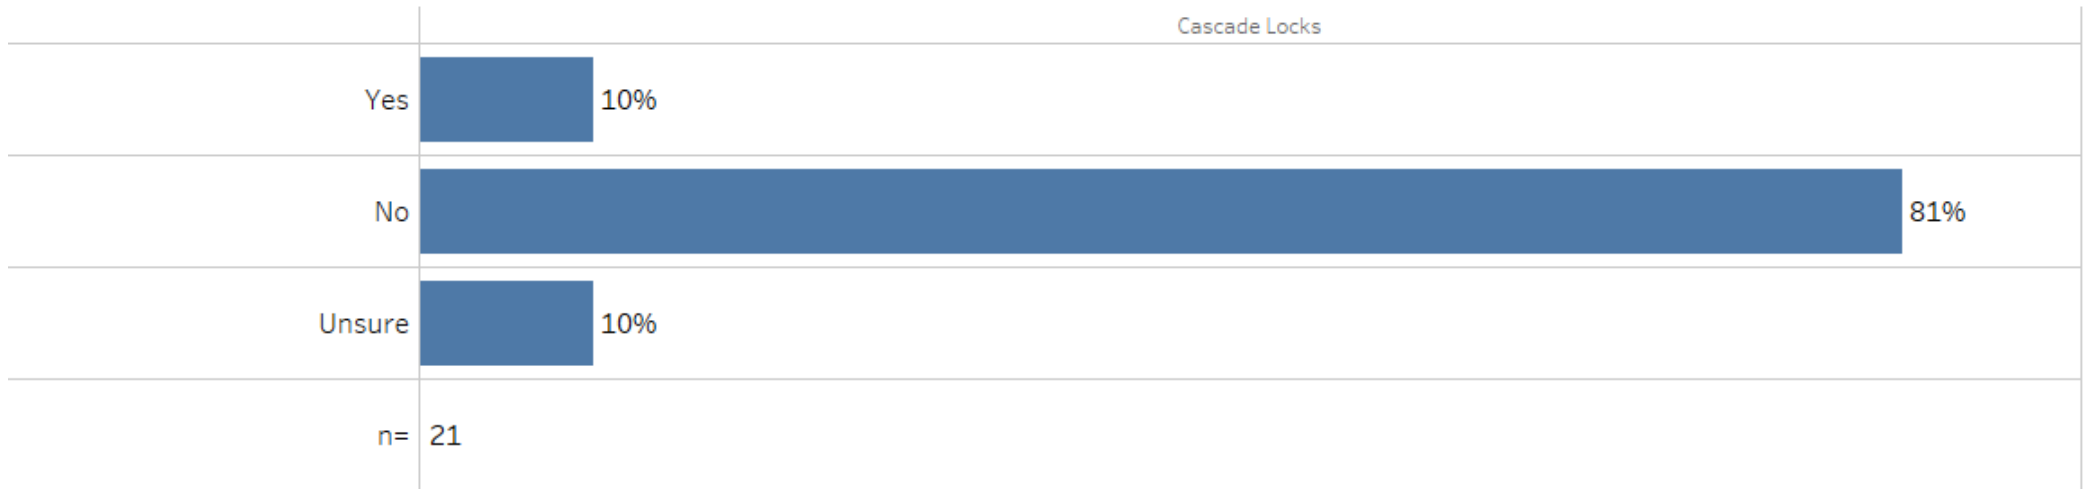 Cascade Locks
Yes 10%
No 81%
Unsure 10%
n= 21